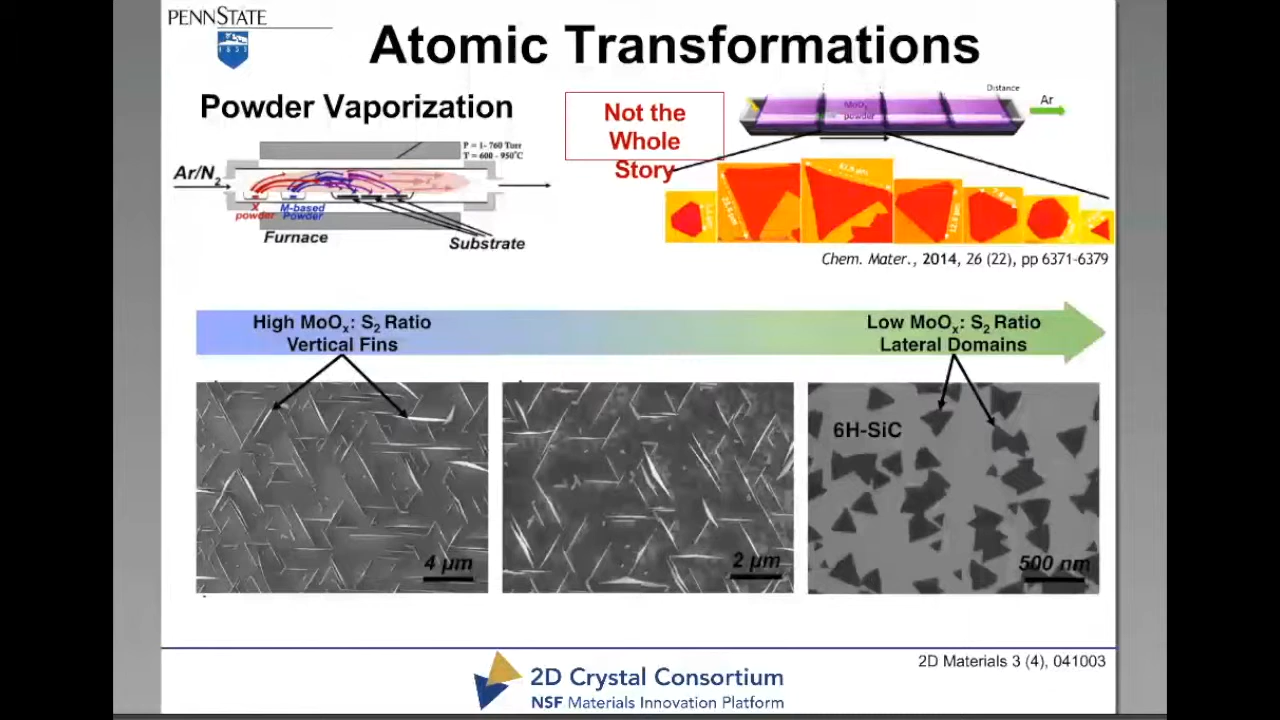 PENNSTATE
1855
Atomic Transformations
Powder Vaporization
Not the
Whole
Story
Distance
Ar
MoO3
powder
P = 1- 760 Torr
T = 600 - 950°C
Ar/N2
X
powder
M-based
Powder
Furnace
Substrate
Chem. Mater., 2014, 26 (22), pp 6371-6379
High MoOx: S2 Ratio
Vertical Fins
Low MoOx: S2 Ratio
Lateral Domains
6H-SiC
4 µm
2 µm
500 nm
2D Materials 3 (4), 041003
2D Crystal Consortium
NSF Materials Innovation Platform